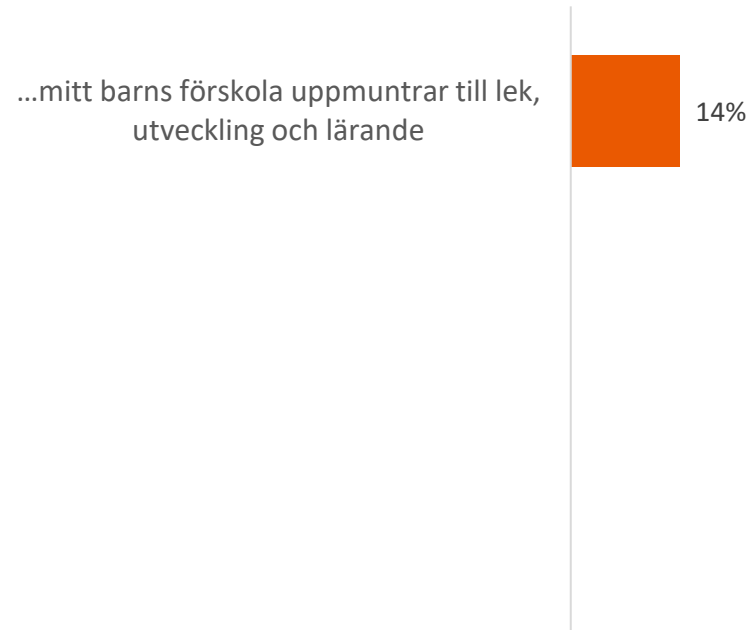 …mitt barns förskola uppmuntrar till lek,
utveckling och lärande
14%